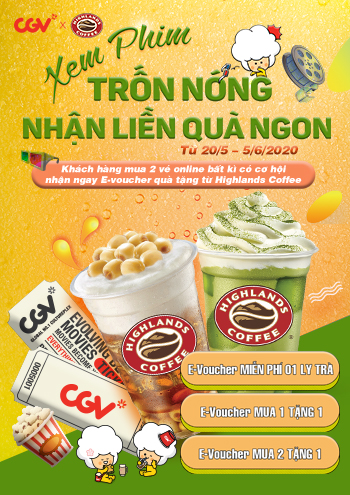 CGV x HIGHLANDS COFFEE
Xem Phim
TRỐN NÓNG
NHẬN LIỀN QUÀ NGON
Từ 20/5 – 5/6/2020
Khách hàng mua 2 vé online bất kì có cơ hội
nhận ngay E-voucher quà tặng từ Highlands Coffee
HIGHLANDS
COFFEE
HIGHLANDS
COFFEE
CGV
EVOLVING
MOVIES
MOVIES BECOME
CGV
E-Voucher MIỄN PHÍ 01 LY TRÀ
E-Voucher MUA 1 TẶNG 1
E-Voucher MUA 2 TẶNG 1